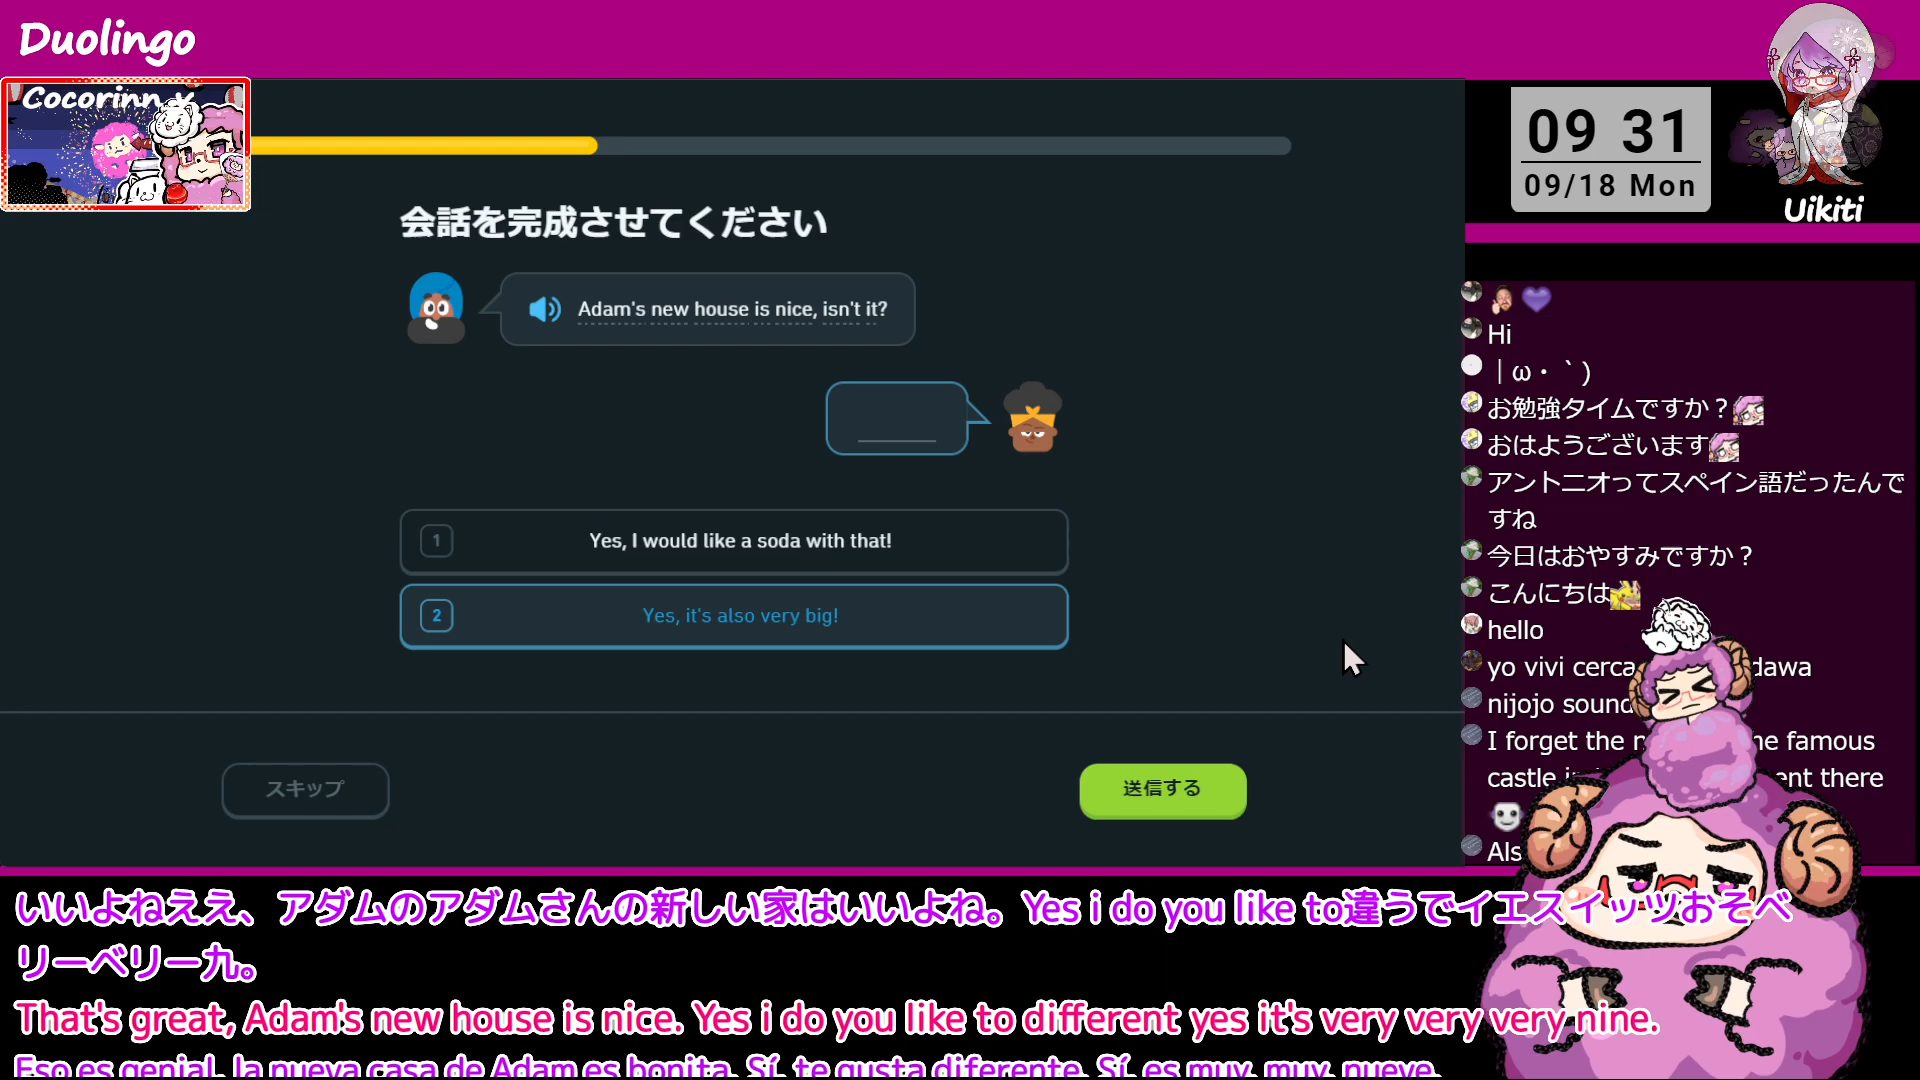 Duolingo
Cocorinn_y
09 31
09/18 Mon
Uikiti
会話を完成させてください
Adam's new house is nice, isn't it?
1 Yes, I would like a soda with that!
2 Yes, it's also very big!
スキップ
送信する
Hi
｜ω・｀)
お勉強タイムですか？
おはようございます
アントニオってスペイン語だったんで
すね
今日はおやすみですか？
こんにちは
hello
yo vivi cerca dawa
nijojo sound
I forget the famous
castle there
Als
いいよねええ、アダムのアダムさんの新しい家はいいよね。Yes i do you like to違うでイエスイッツおそべ
リーベリー九。
That's great, Adam's new house is nice. Yes i do you like to different yes it's very very very nine.
Eso es genial, la nueva casa de Adam es bonita. Sí, te gusta diferente. Sí, es muy, muy, nueve.